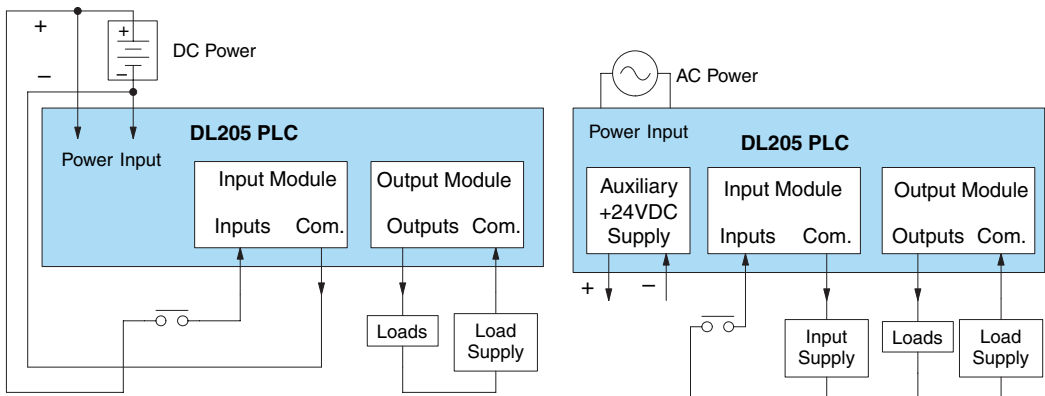 +
−
+
−
DC Power
DL205 PLC
Power Input
Input Module
Inputs Com.
Output Module
Outputs Com.
Loads
Load
Supply
AC Power
Power Input
DL205 PLC
Auxiliary
+24VDC
Supply
+
−
Input Module
Inputs Com.
Output Module
Outputs Com.
Input
Supply
Loads
Load
Supply